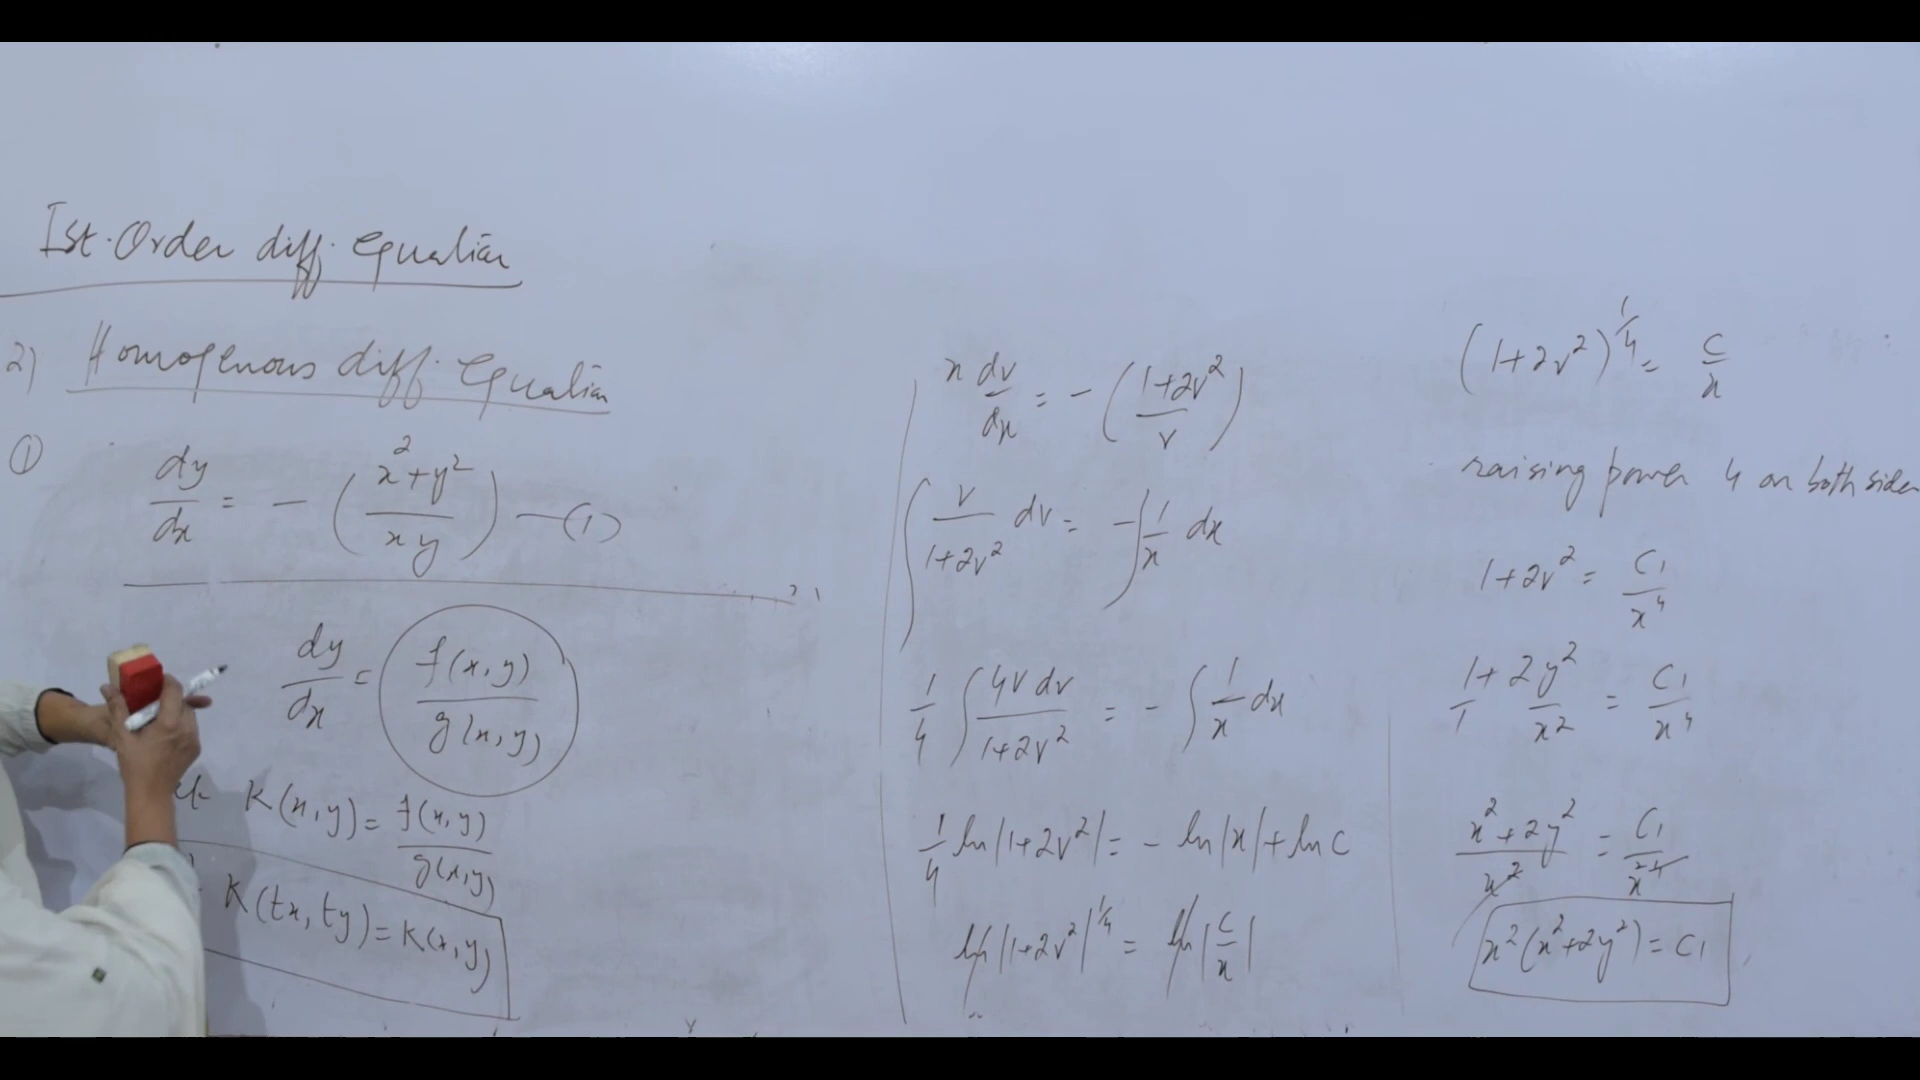 Ist. Order diff. equation
2) Homogenous diff. equation
① dy/dx = - (x²+y² / xy) —(1)
dy/dx = f(x,y) / g(x,y)
K(x,y) = f(x,y) / g(x,y)
K(tx, ty) = K(x,y)
x dv/dx = - (1+2v² / v)
∫ v/1+2v² dv = - ∫ 1/x dx
1/4 ∫ 4v dv / 1+2v² = - ∫ 1/x dx
1/4 ln|1+2v²| = - ln|x| + ln C
ln|1+2v²|^1/4 = ln|C/x|
(1+2v²)^1/4 = C/x
raising power 4 on both sides
1+2v² = C₁/x⁴
1/1 + 2y²/x² = C₁/x⁴
x²+2y² / x² = C₁/x⁴
x²(x²+2y²) = C₁